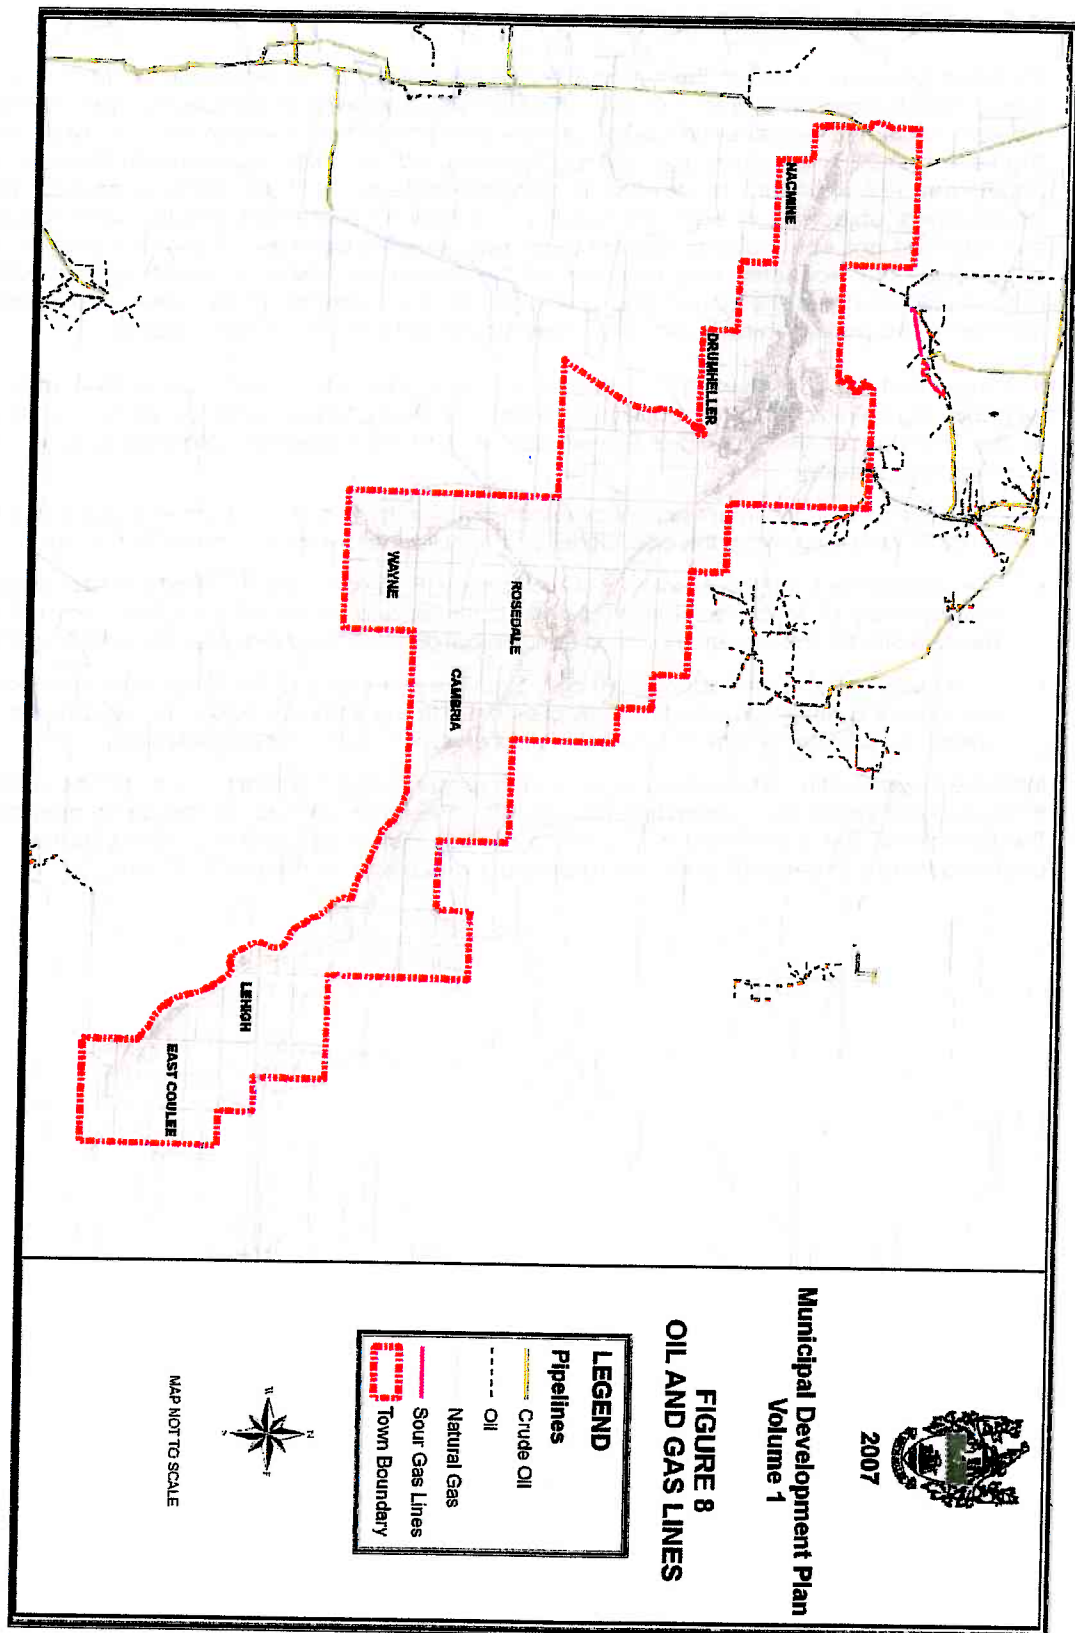 NACMINE
DRUMHELLER
WAYNE
ROSEDALE
CAMBRIA
LEHIGH
EAST COULEE
2007
Municipal Development Plan
Volume 1
FIGURE 8
OIL AND GAS LINES
LEGEND
Pipelines
Crude Oil
Oil
Natural Gas
Sour Gas Lines
Town Boundary
N
E
S
W
MAP NOT TO SCALE